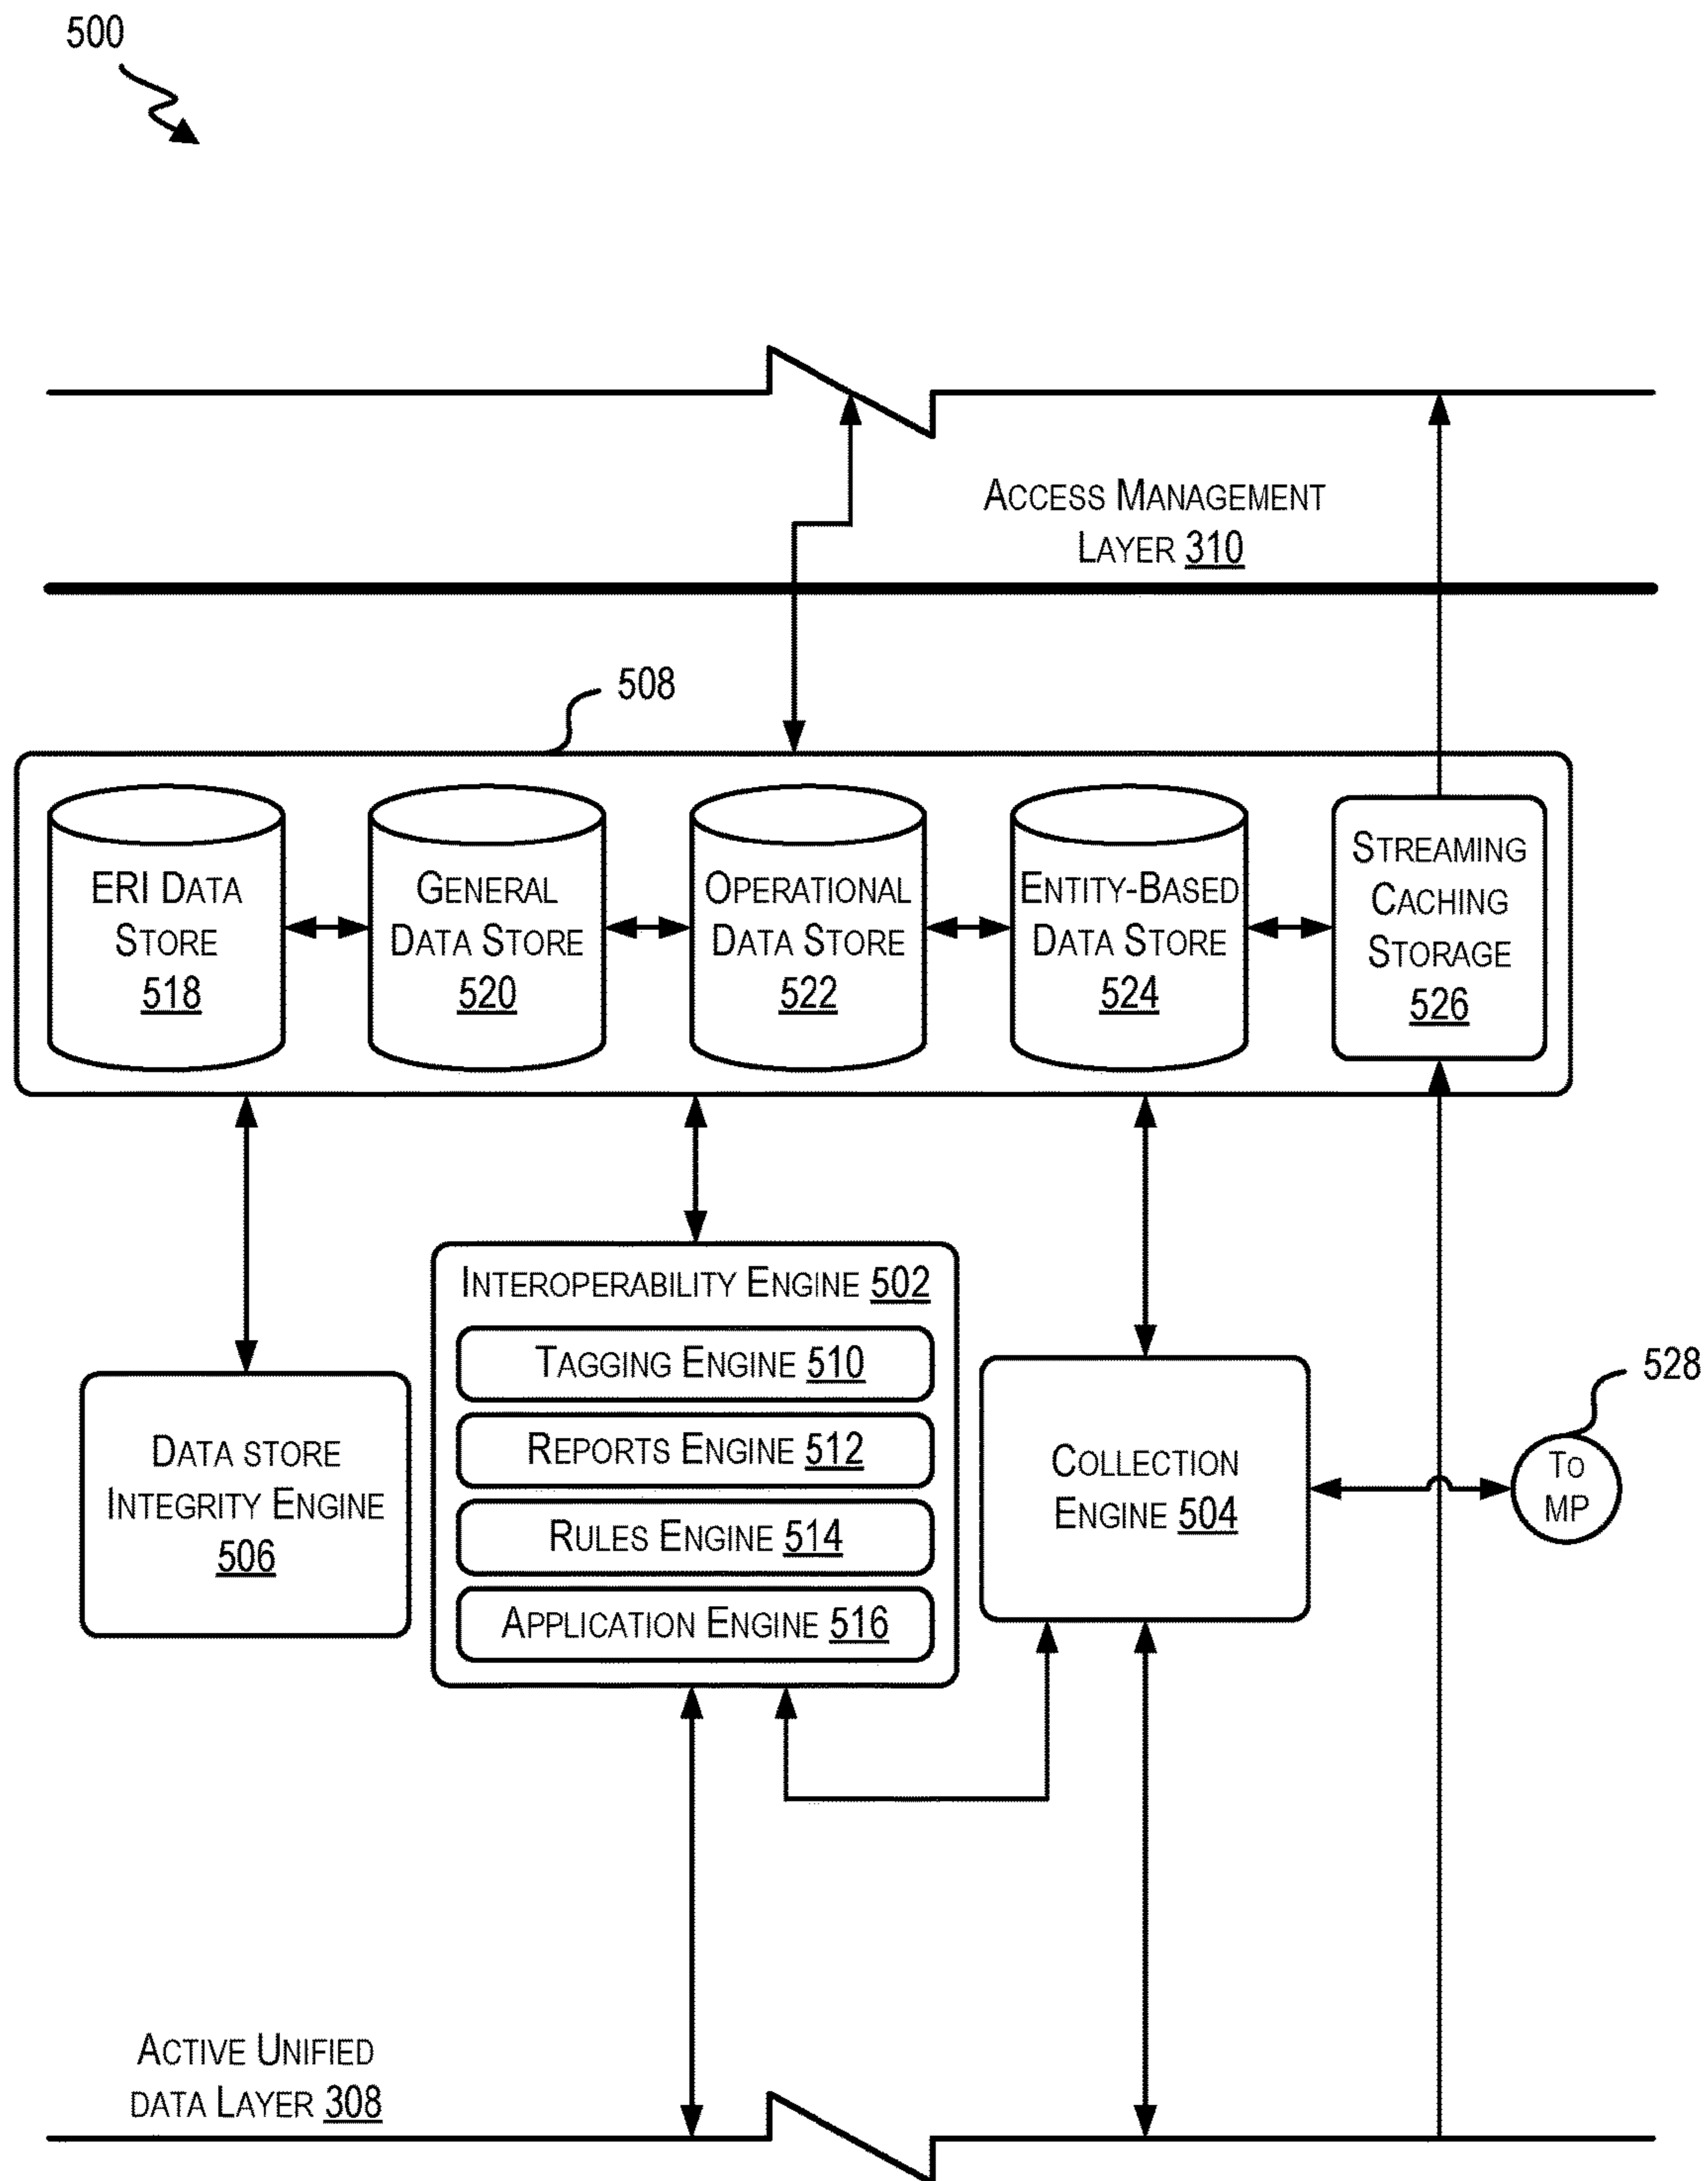 500
ACCESS MANAGEMENT
LAYER 310
508
ERI DATA
STORE
518
GENERAL
DATA STORE
520
OPERATIONAL
DATA STORE
522
ENTITY-BASED
DATA STORE
524
STREAMING
CACHING
STORAGE
526
INTEROPERABILITY ENGINE 502
TAGGING ENGINE 510
REPORTS ENGINE 512
RULES ENGINE 514
APPLICATION ENGINE 516
DATA STORE
INTEGRITY ENGINE
506
COLLECTION
ENGINE 504
528
TO
MP
ACTIVE UNIFIED
DATA LAYER 308